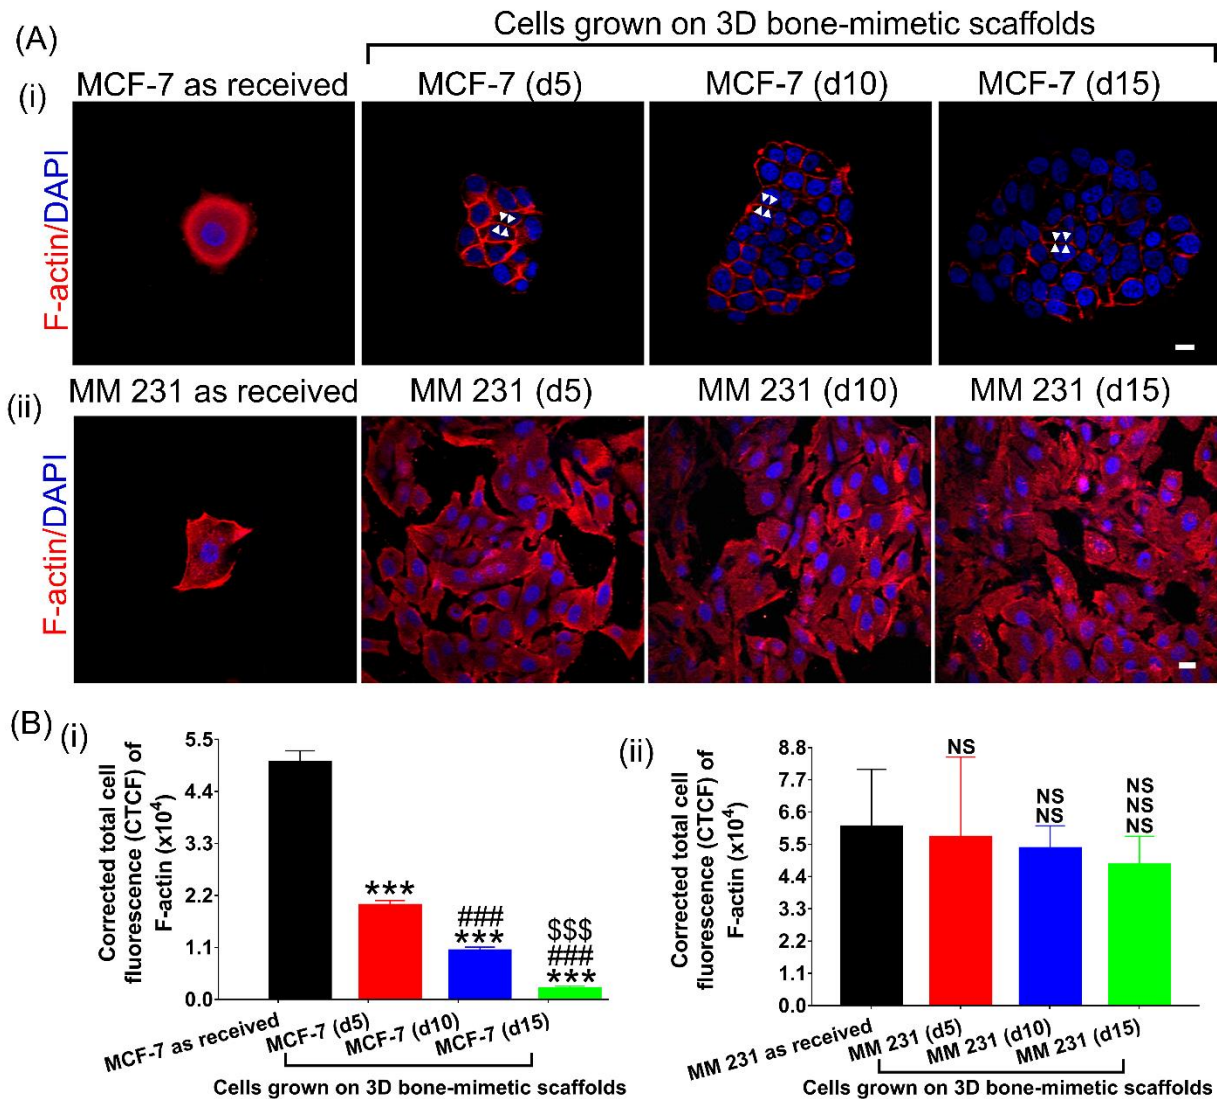 (A)
Cells grown on 3D bone-mimetic scaffolds
MCF-7 as received
MCF-7 (d5)
MCF-7 (d10)
MCF-7 (d15)
(i)
F-actin/DAPI
MM 231 as received
MM 231 (d5)
MM 231 (d10)
MM 231 (d15)
(ii)
F-actin/DAPI
(B)
(i)
Corrected total cell
fluorescence (CTCF) of
F-actin (x10⁴)
5.5
4.4
3.3
2.2
1.1
0.0
***
###
***
$$$
###
***
MCF-7 as received
MCF-7 (d5)
MCF-7 (d10)
MCF-7 (d15)
Cells grown on 3D bone-mimetic scaffolds
(ii)
Corrected total cell
fluorescence (CTCF) of
F-actin (x10⁴)
8.8
7.7
6.6
5.5
4.4
3.3
2.2
1.1
0.0
NS
NS
NS
NS
NS
NS
MM 231 as received
MM 231 (d5)
MM 231 (d10)
MM 231 (d15)
Cells grown on 3D bone-mimetic scaffolds